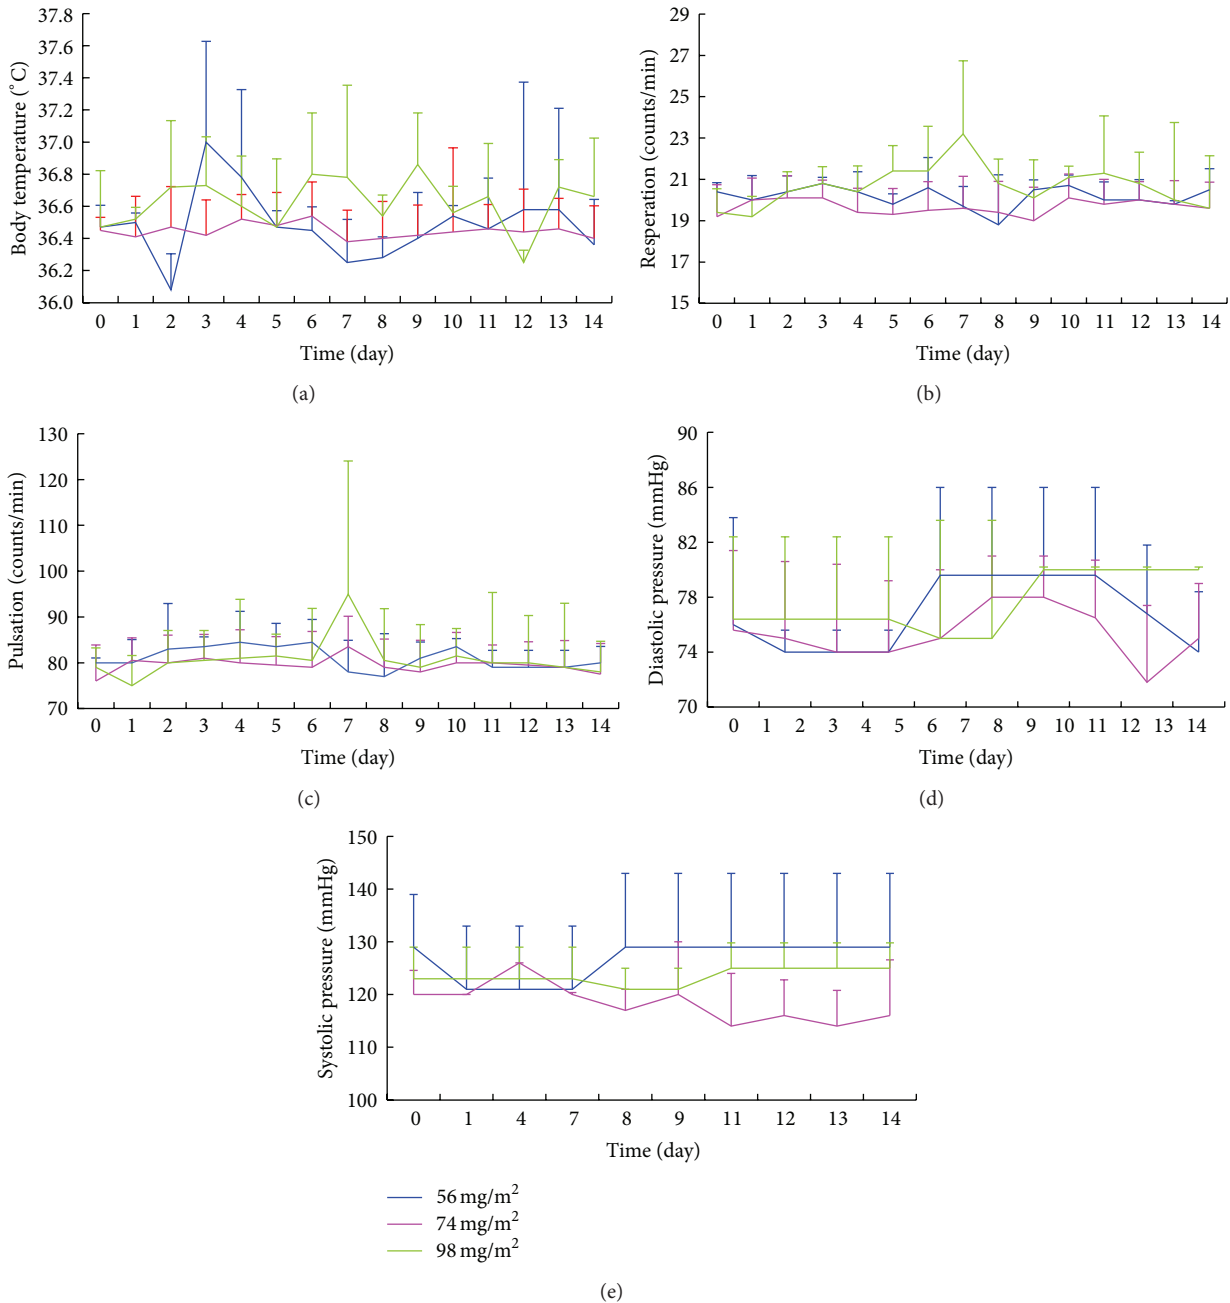 37.8
37.6
37.4
37.2
37.0
36.8
36.6
36.4
36.2
36.0
Body temperature (°C)
0 1 2 3 4 5 6 7 8 9 10 11 12 13 14
Time (day)
(a)
29
27
25
23
21
19
17
15
Resperation (counts/min)
0 1 2 3 4 5 6 7 8 9 10 11 12 13 14
Time (day)
(b)
130
120
110
100
90
80
70
Pulsation (counts/min)
0 1 2 3 4 5 6 7 8 9 10 11 12 13 14
Time (day)
(c)
90
86
82
78
74
70
Diastolic pressure (mmHg)
0 1 2 4 5 6 7 8 9 10 11 12 13 14
Time (day)
(d)
150
140
130
120
110
100
Systolic pressure (mmHg)
0 1 4 7 8 9 11 12 13 14
Time (day)
56 mg/m²
74 mg/m²
98 mg/m²
(e)